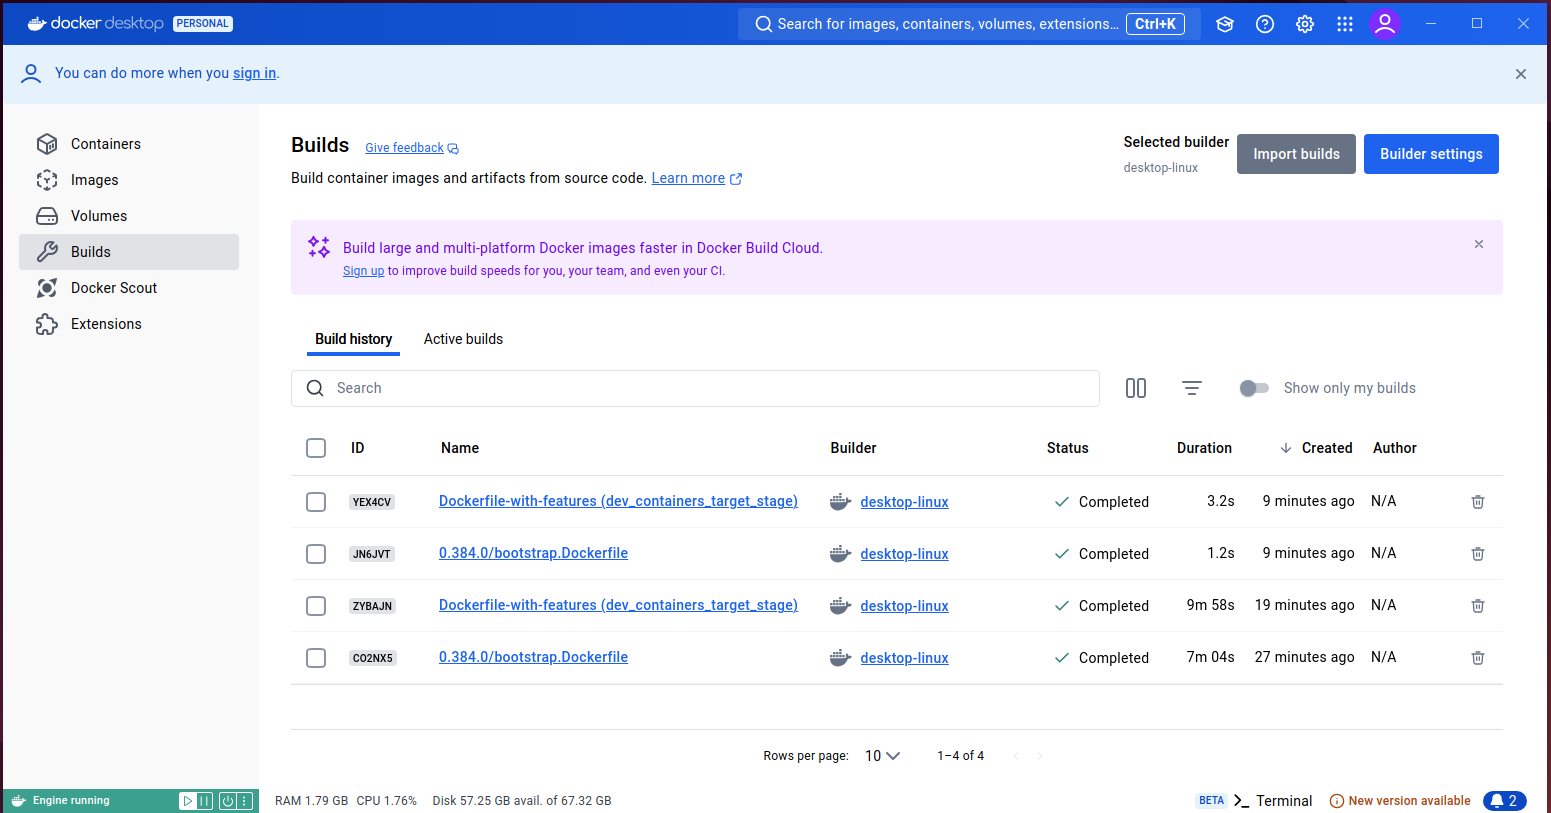 docker desktop PERSONAL
Search for images, containers, volumes, extensions... Ctrl+K
You can do more when you sign in.
Containers
Images
Volumes
Builds
Docker Scout
Extensions
Builds Give feedback
Build container images and artifacts from source code. Learn more
Selected builder
desktop-linux
Import builds
Builder settings
Build large and multi-platform Docker images faster in Docker Build Cloud.
Sign up to improve build speeds for you, your team, and even your CI.
Build history Active builds
Search
Show only my builds
ID Name Builder Status Duration Created Author
YEX4CV Dockerfile-with-features (dev_containers_target_stage) desktop-linux Completed 3.2s 9 minutes ago N/A
JN6JVT 0.384.0/bootstrap.Dockerfile desktop-linux Completed 1.2s 9 minutes ago N/A
ZYBAJN Dockerfile-with-features (dev_containers_target_stage) desktop-linux Completed 9m 58s 19 minutes ago N/A
CO2NX5 0.384.0/bootstrap.Dockerfile desktop-linux Completed 7m 04s 27 minutes ago N/A
Rows per page: 10 1–4 of 4
Engine running
RAM 1.79 GB CPU 1.76% Disk 57.25 GB avail. of 67.32 GB
BETA Terminal New version available 2